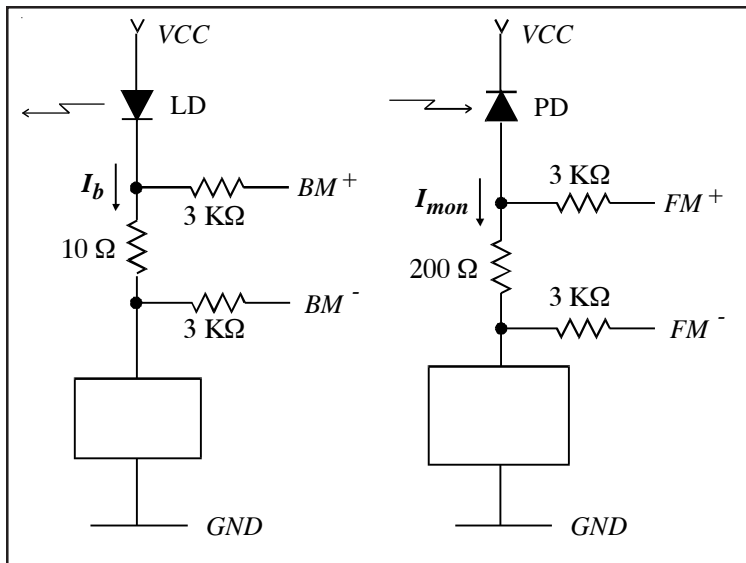 VCC
LD
I_b
BM+
3 KΩ
10 Ω
BM-
3 KΩ
GND
VCC
PD
3 KΩ
I_mon
FM+
200 Ω
3 KΩ
FM-
GND